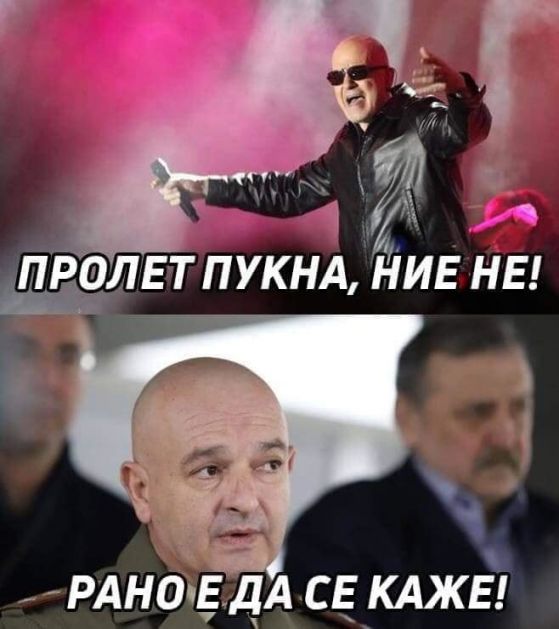 ПРОЛЕТ ПУКНА, НИЕ НЕ!
РАНО Е ДА СЕ КАЖЕ!